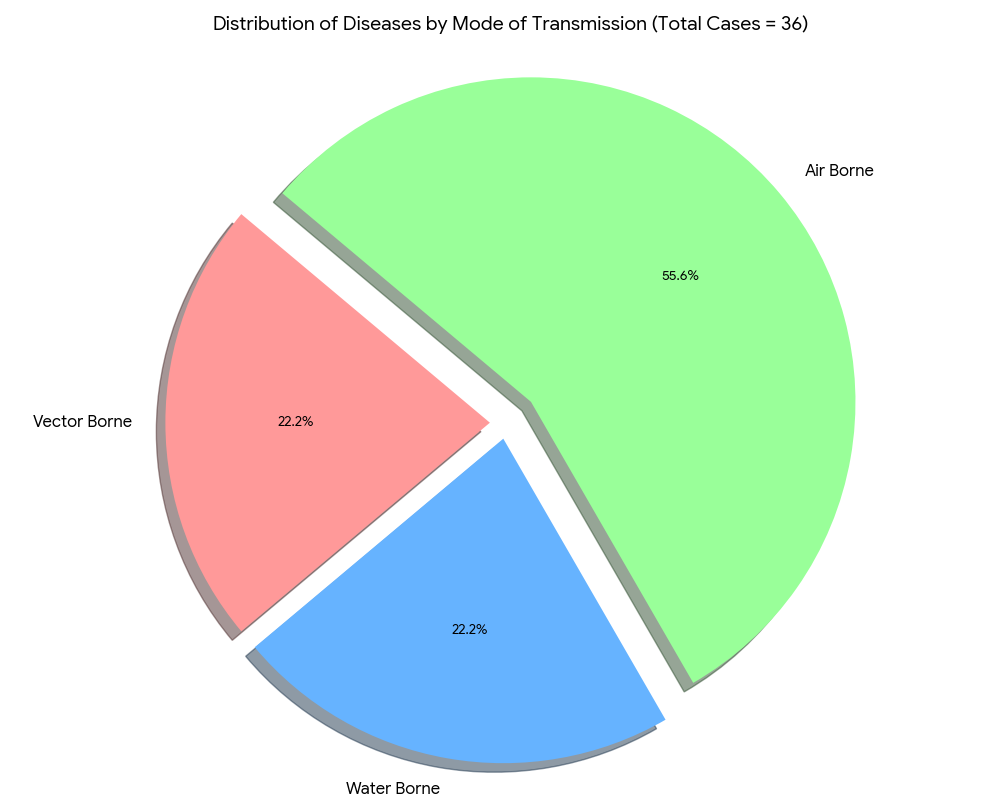 Distribution of Diseases by Mode of Transmission (Total Cases = 36)
Air Borne
55.6%
Vector Borne
22.2%
22.2%
Water Borne